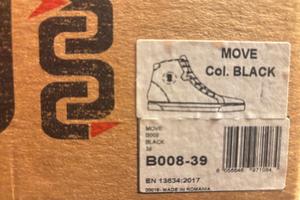 MOVE
Col. BLACK
MOVE
B008
BLACK
39
B008-39
EN 13634:2017
MADE IN ROMANIA